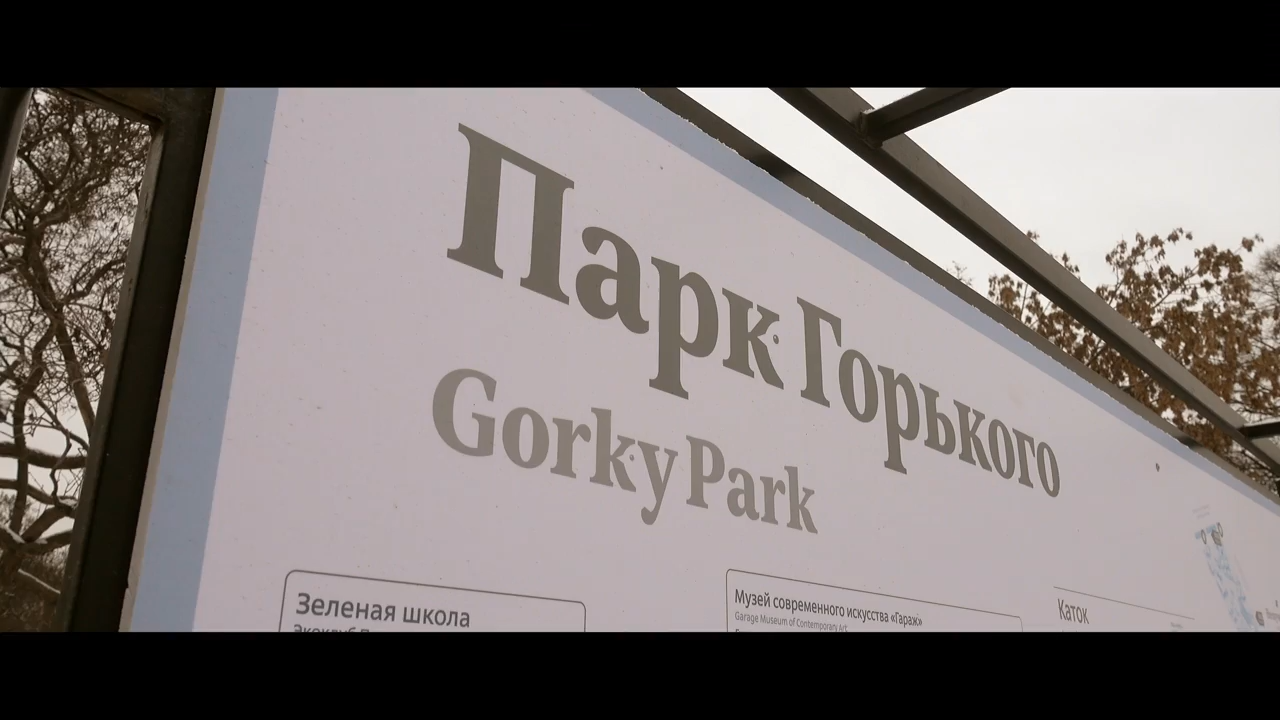 Парк Горького
Gorky Park
Зеленая школа
Музей современного искусства «Гараж»
Garage Museum of Contemporary Art
Каток